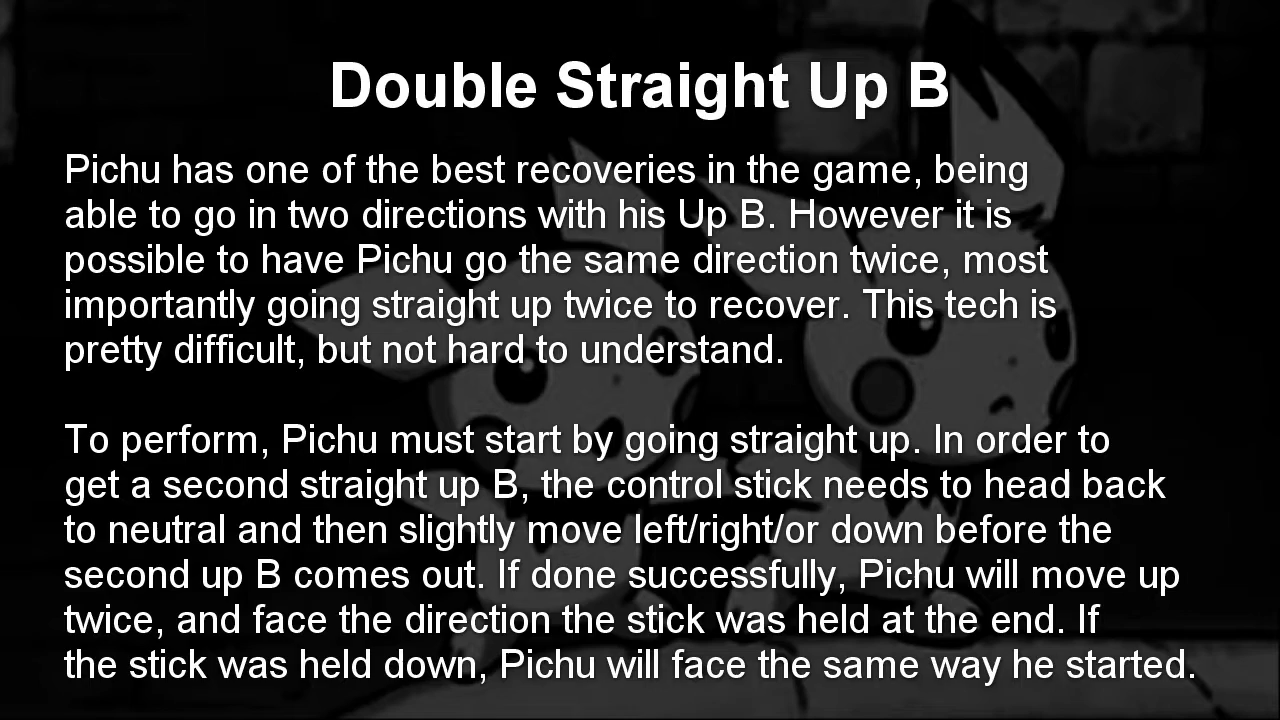 Double Straight Up B
Pichu has one of the best recoveries in the game, being
able to go in two directions with his Up B. However it is
possible to have Pichu go the same direction twice, most
importantly going straight up twice to recover. This tech is
pretty difficult, but not hard to understand.
To perform, Pichu must start by going straight up. In order to
get a second straight up B, the control stick needs to head back
to neutral and then slightly move left/right/or down before the
second up B comes out. If done successfully, Pichu will move up
twice, and face the direction the stick was held at the end. If
the stick was held down, Pichu will face the same way he started.